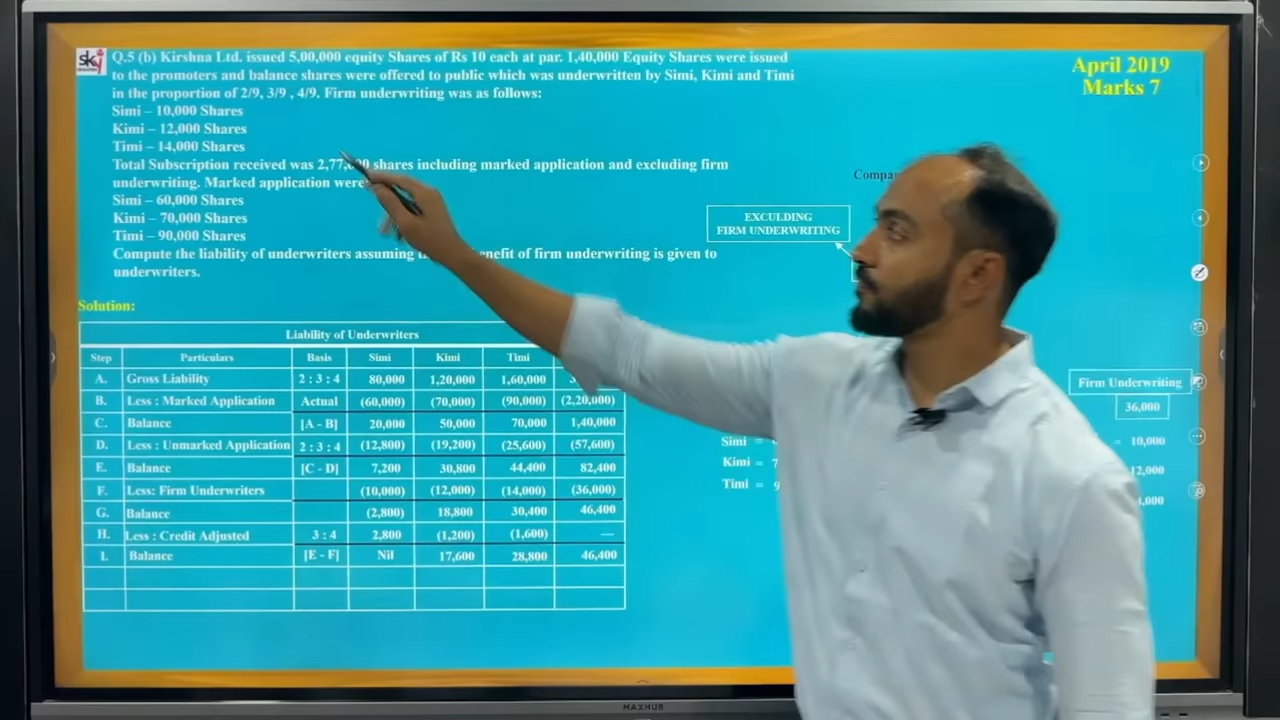 sky
Q.5 (b) Kirshna Ltd. issued 5,00,000 equity Shares of Rs 10 each at par. 1,40,000 Equity Shares were issued
to the promoters and balance shares were offered to public which was underwritten by Simi, Kimi and Timi
in the proportion of 2/9, 3/9 , 4/9. Firm underwriting was as follows:
Simi – 10,000 Shares
Kimi – 12,000 Shares
Timi – 14,000 Shares
Total Subscription received was shares including marked application and excluding firm
underwriting. Marked application were
Simi – 60,000 Shares
Kimi – 70,000 Shares
Timi – 90,000 Shares
Compute the liability of underwriters assuming of firm underwriting is given to
underwriters.
April 2019
Marks 7
EXCULDING
FIRM UNDERWRITING
Solution:
Liability of Underwriters
Step Particulars Basis Simi Kimi Timi
A. Gross Liability 2 : 3 : 4 80,000 1,20,000 1,60,000
B. Less : Marked Application Actual (60,000) (70,000) (90,000) (2,20,000)
C. Balance [A - B] 20,000 50,000 70,000 1,40,000
D. Less : Unmarked Application 2 : 3 : 4 (12,800) (19,200) (25,600) (57,600)
E. Balance [C - D] 7,200 30,800 44,400 82,400
F. Less: Firm Underwriters (10,000) (12,000) (14,000) (36,000)
G. Balance (2,800) 18,800 30,400 46,400
H. Less : Credit Adjusted 3 : 4 2,800 (1,200) (1,600) —
I. Balance [E - F] Nil 17,600 28,800 46,400
Simi =
Kimi =
Timi =
Firm Underwriting
36,000
= 10,000
12,000
MAXHUB